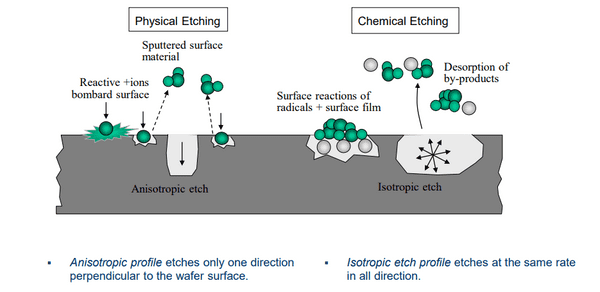 Physical Etching
Chemical Etching
Sputtered surface
material
Reactive +ions
bombard surface
Desorption of
by-products
Surface reactions of
radicals + surface film
Anisotropic etch
Isotropic etch
▪ Anisotropic profile etches only one direction
perpendicular to the wafer surface.
▪ Isotropic etch profile etches at the same rate
in all direction.